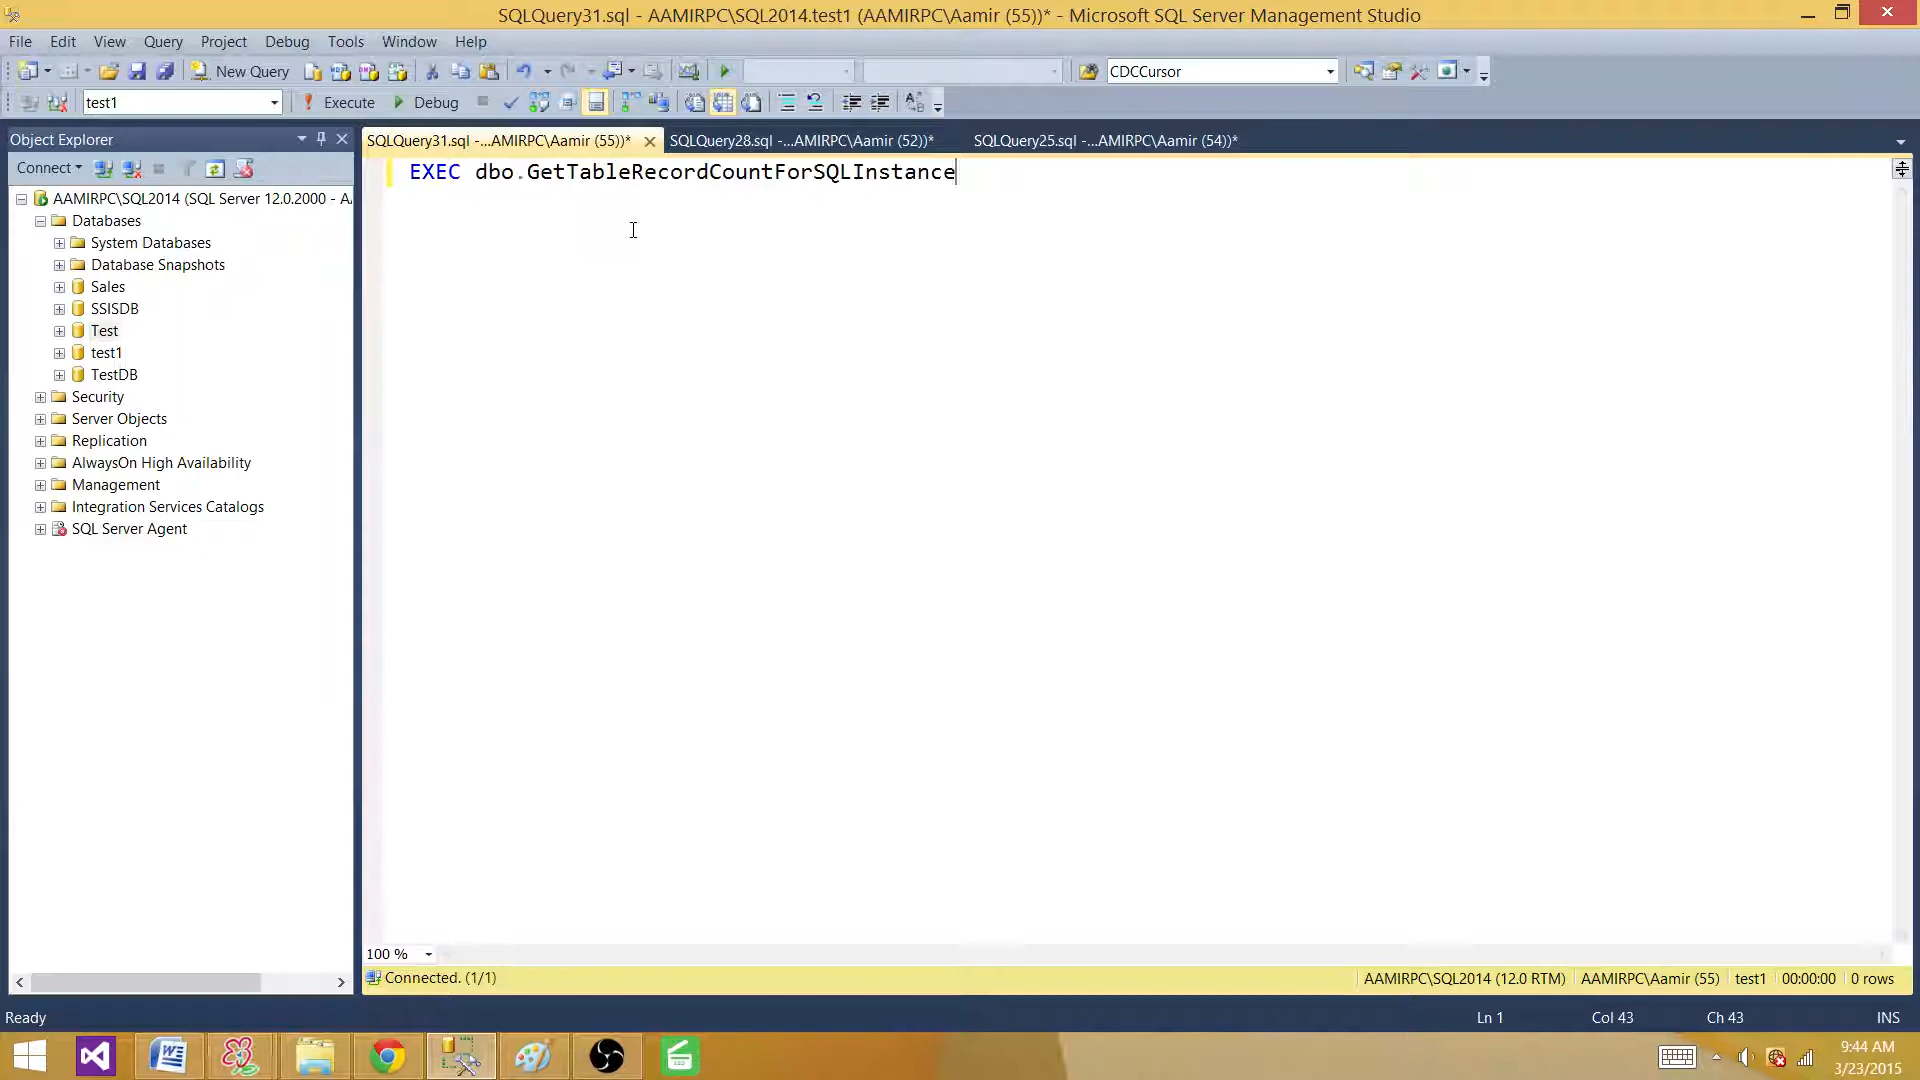 SQLQuery31.sql - AAMIRPC\SQL2014.test1 (AAMIRPC\Aamir (55))* - Microsoft SQL Server Management Studio
File Edit View Query Project Debug Tools Window Help
New Query CDCCursor
test1 Execute Debug
Object Explorer
SQLQuery31.sql -...AMIRPC\Aamir (55))* SQLQuery28.sql -...AMIRPC\Aamir (52))* SQLQuery25.sql -...AMIRPC\Aamir (54))*
Connect
EXEC dbo.GetTableRecordCountForSQLInstance
AAMIRPC\SQL2014 (SQL Server 12.0.2000 - A
Databases
System Databases
Database Snapshots
Sales
SSISDB
Test
test1
TestDB
Security
Server Objects
Replication
AlwaysOn High Availability
Management
Integration Services Catalogs
SQL Server Agent
100 %
Connected. (1/1) AAMIRPC\SQL2014 (12.0 RTM) AAMIRPC\Aamir (55) test1 00:00:00 0 rows
Ready Ln 1 Col 43 Ch 43 INS
9:44 AM
3/23/2015